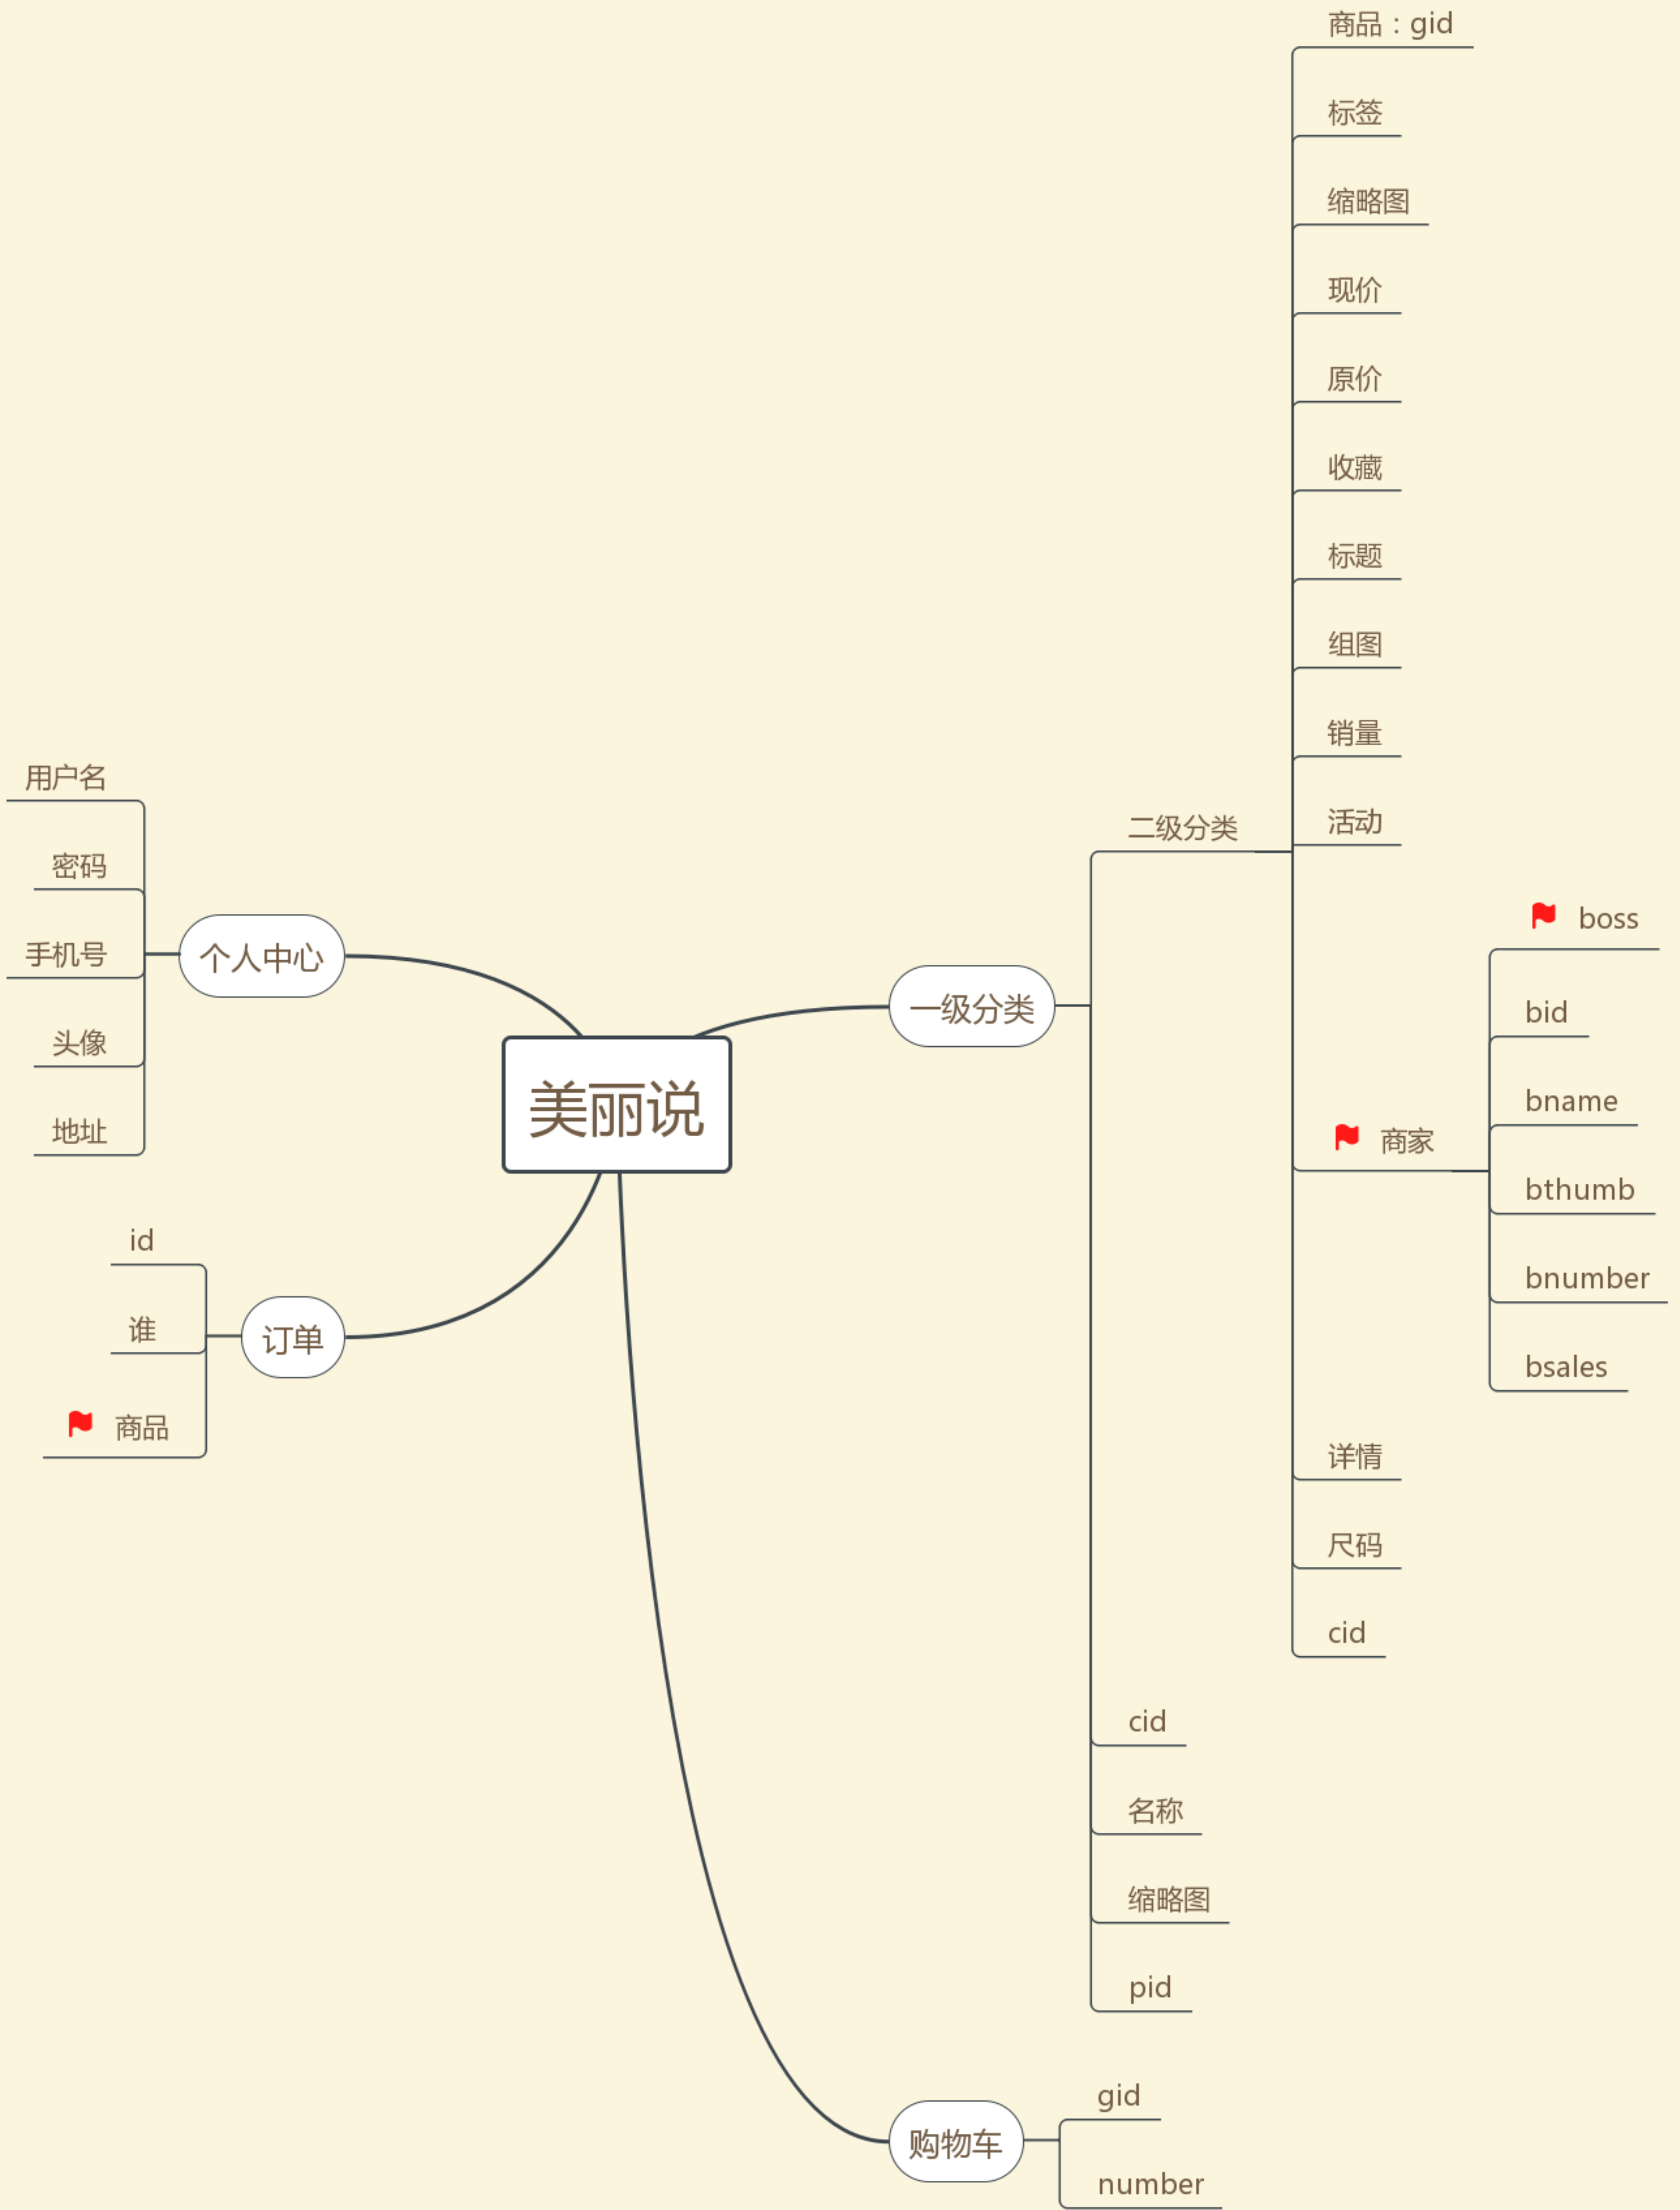 美丽说
一级分类
二级分类
商品：gid
标签
缩略图
现价
原价
收藏
标题
组图
销量
活动
商家
boss
bid
bname
bthumb
bnumber
bsales
详情
尺码
cid
cid
名称
缩略图
pid
购物车
gid
number
个人中心
用户名
密码
手机号
头像
地址
订单
id
谁
商品